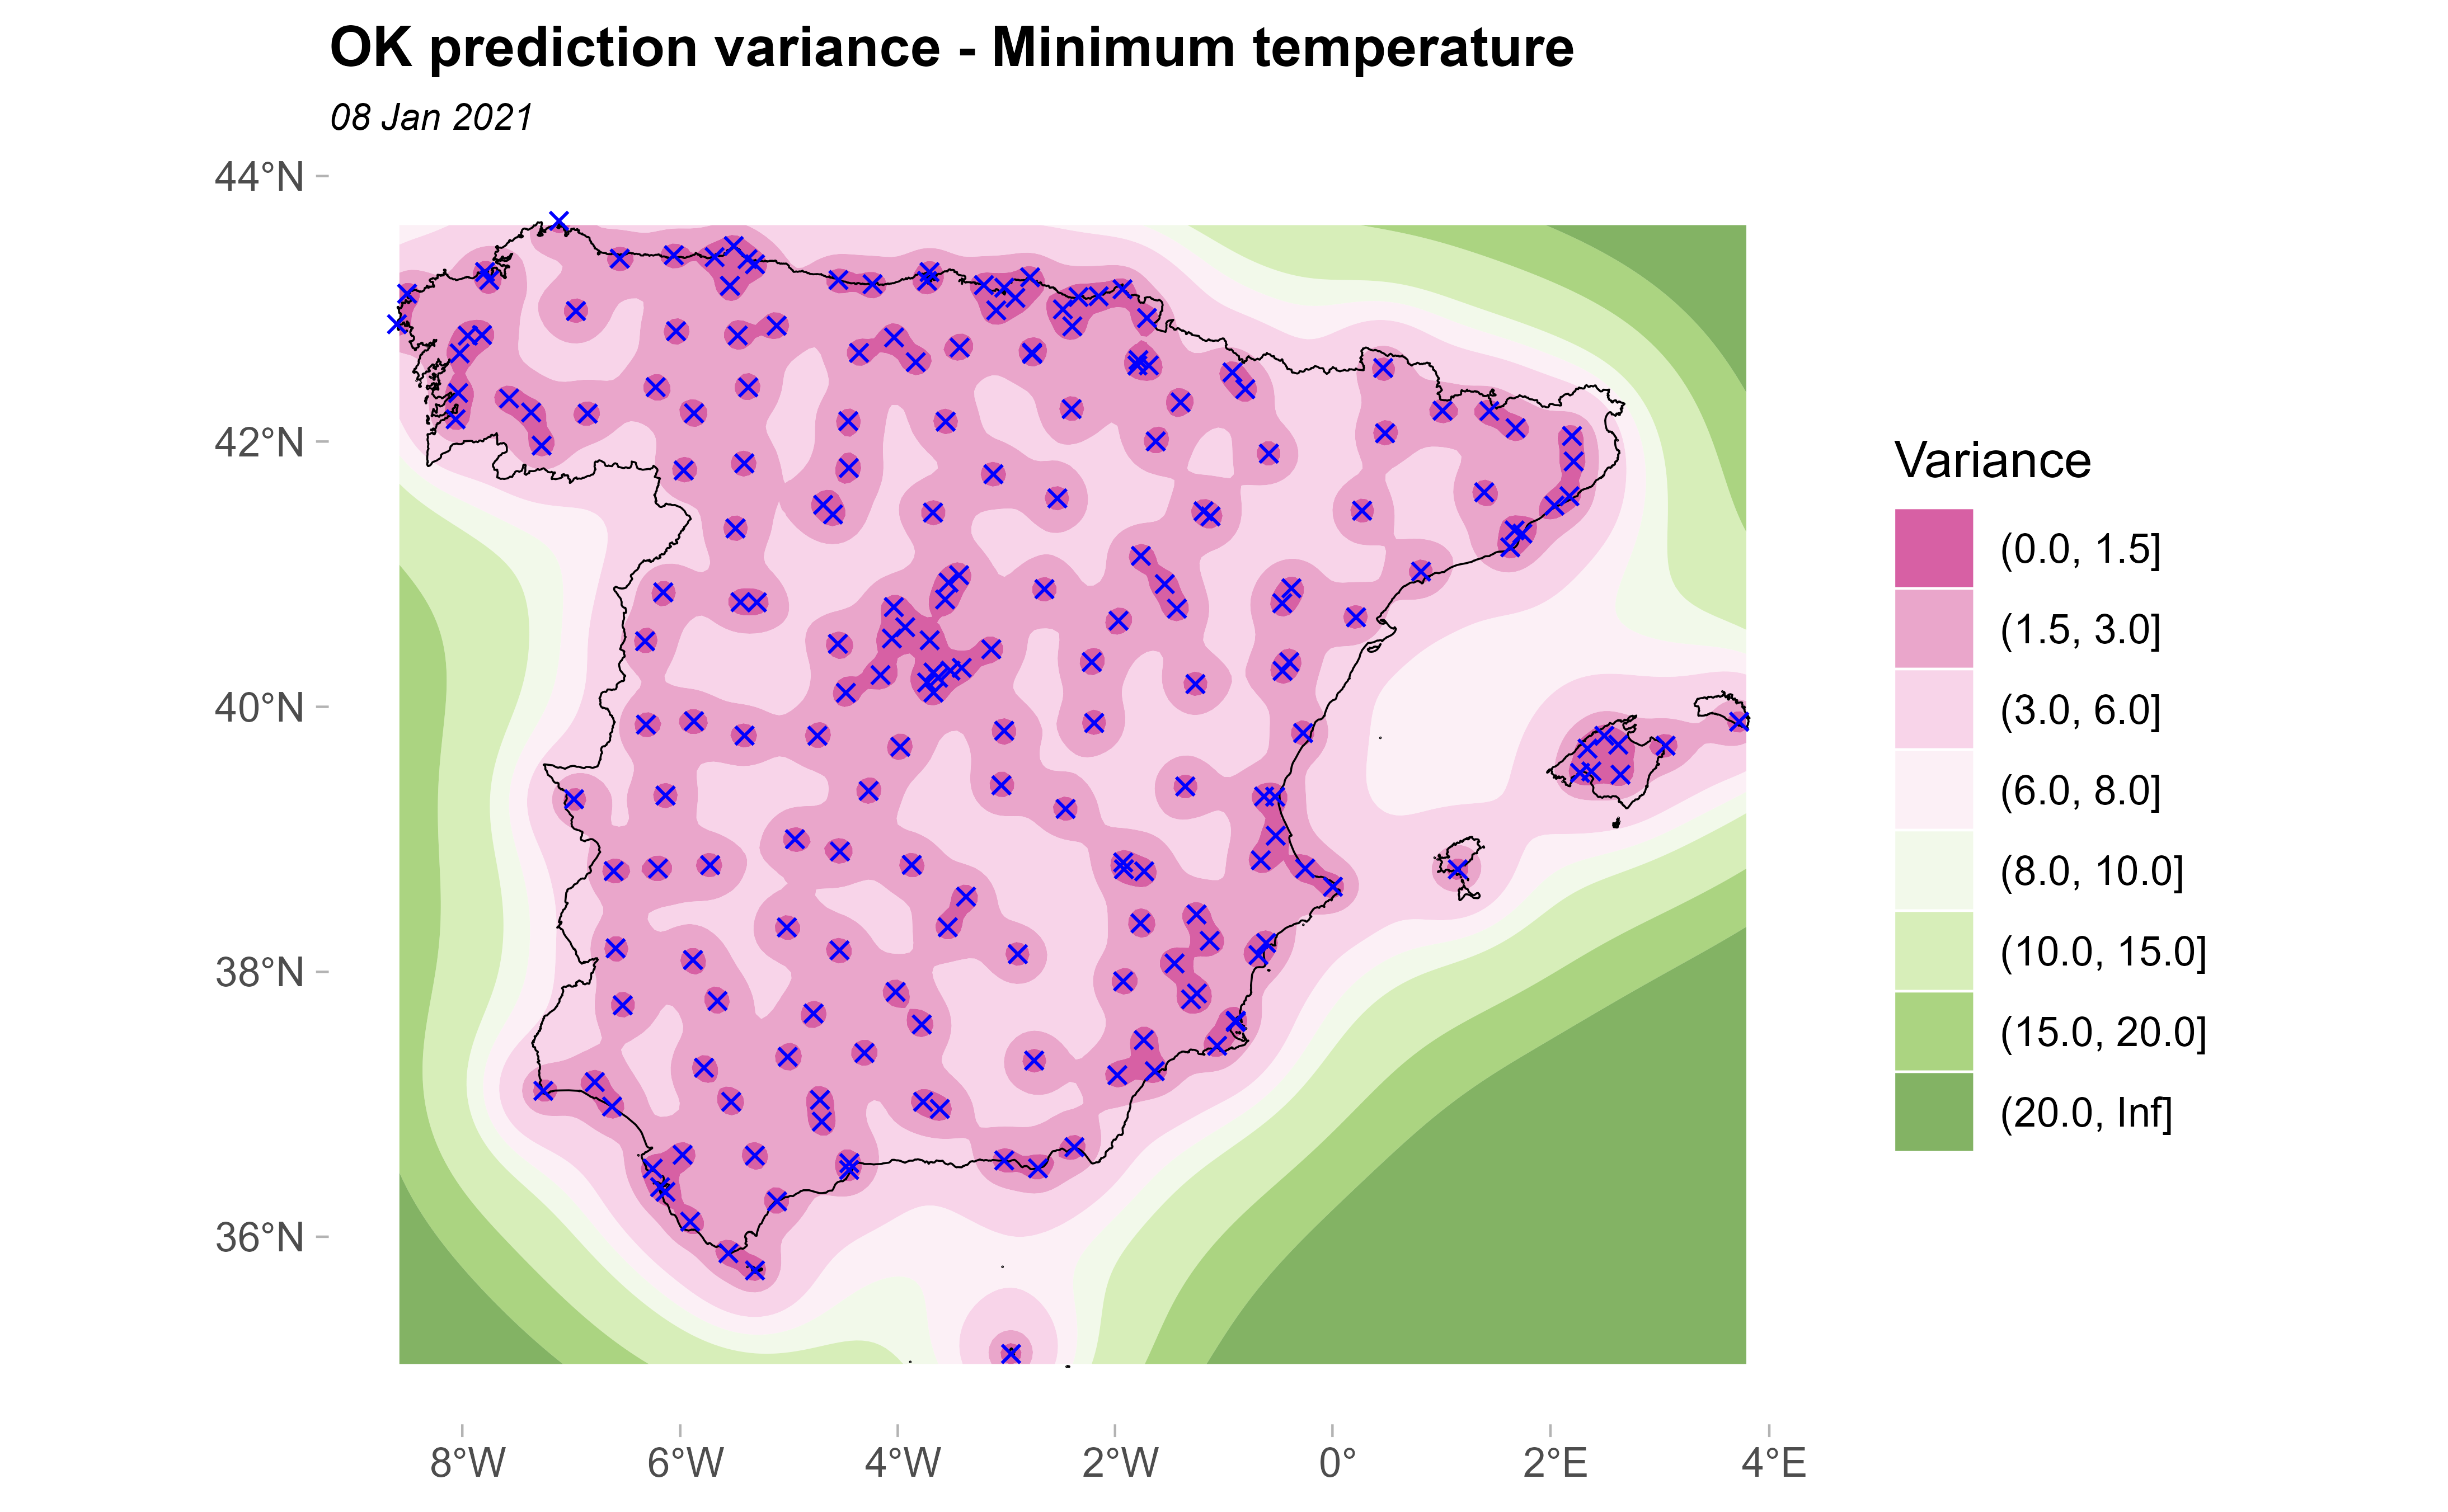 OK prediction variance - Minimum temperature
08 Jan 2021
44°N
42°N
40°N
38°N
36°N
8°W
6°W
4°W
2°W
0°
2°E
4°E
Variance
(0.0, 1.5]
(1.5, 3.0]
(3.0, 6.0]
(6.0, 8.0]
(8.0, 10.0]
(10.0, 15.0]
(15.0, 20.0]
(20.0, Inf]